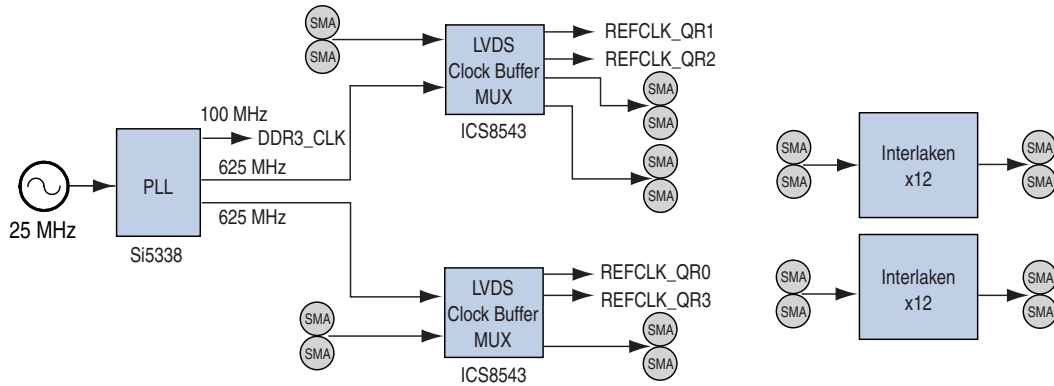 SMA
SMA
LVDS
Clock Buffer
MUX
ICS8543
REFCLK_QR1
REFCLK_QR2
SMA
SMA
SMA
SMA
100 MHz
DDR3_CLK
625 MHz
PLL
625 MHz
25 MHz
Si5338
SMA
SMA
LVDS
Clock Buffer
MUX
ICS8543
REFCLK_QR0
REFCLK_QR3
SMA
SMA
SMA
SMA
Interlaken
x12
SMA
SMA
SMA
SMA
Interlaken
x12
SMA
SMA